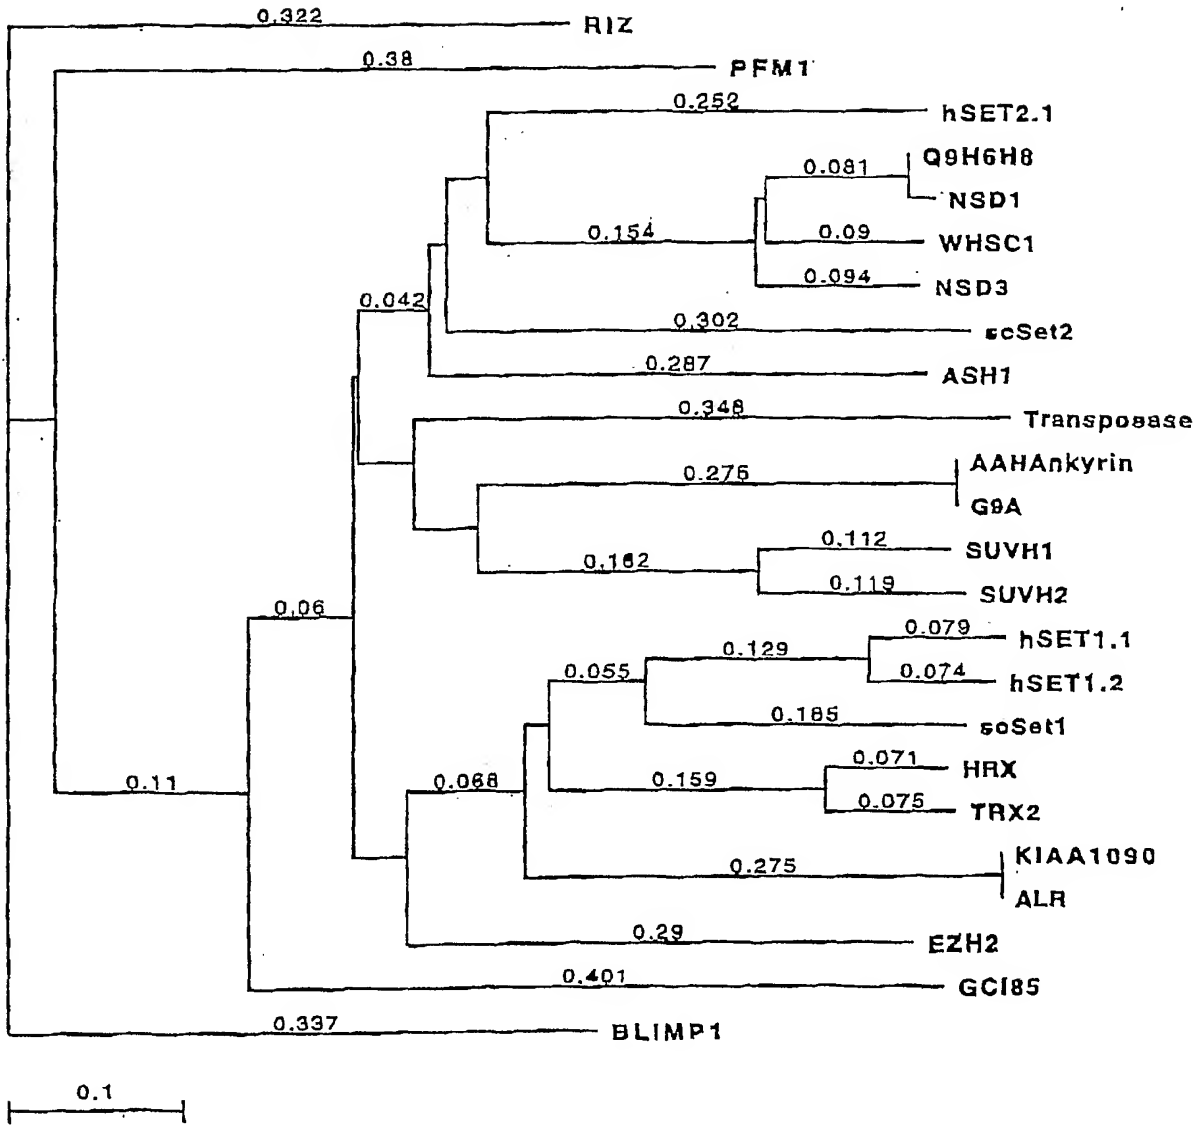 0.322
RIZ
0.38
PFM1
0.252
hSET2.1
Q9H6H8
0.081
NSD1
0.154
0.09
WHSC1
0.094
NSD3
0.042
0.302
scSet2
0.287
ASH1
0.348
Transposase
AAHAnkyrin
0.276
G9A
0.112
SUVH1
0.162
0.119
SUVH2
0.06
0.079
hSET1.1
0.129
0.055
0.074
hSET1.2
0.185
scSet1
0.071
HRX
0.068
0.159
0.11
0.075
TRX2
KIAA1090
0.275
ALR
0.29
EZH2
0.401
GCI85
0.337
BLIMP1
0.1